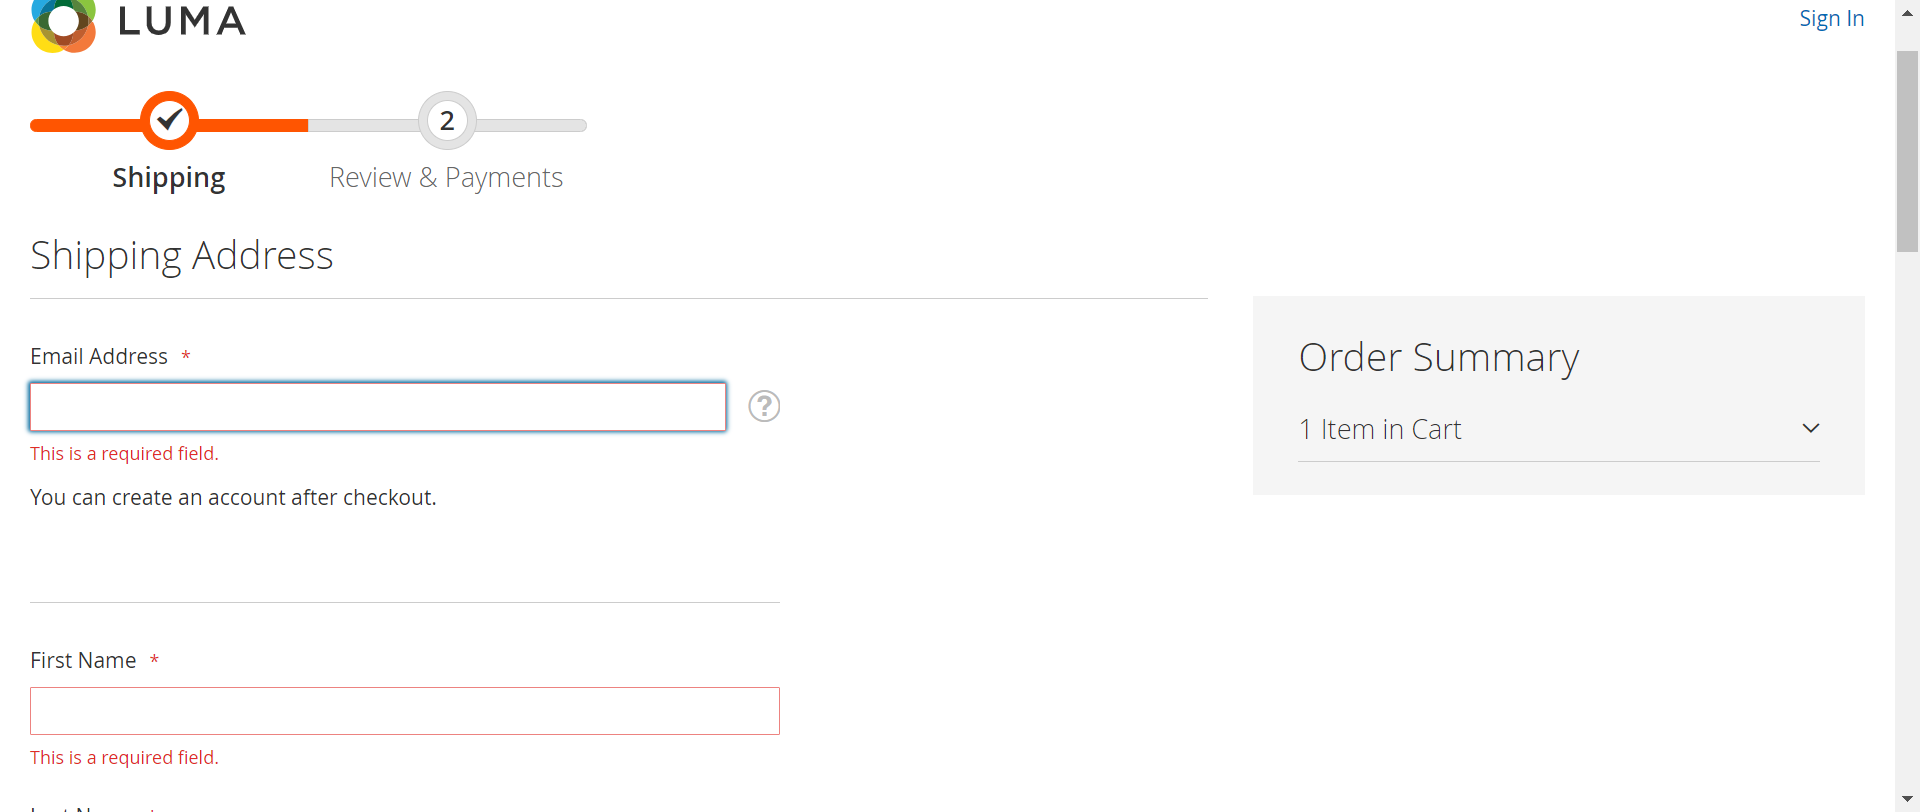 LUMA
Sign In
2
Shipping
Review & Payments
Shipping Address
Email Address *
?
This is a required field.
You can create an account after checkout.
Order Summary
1 Item in Cart
First Name *
This is a required field.